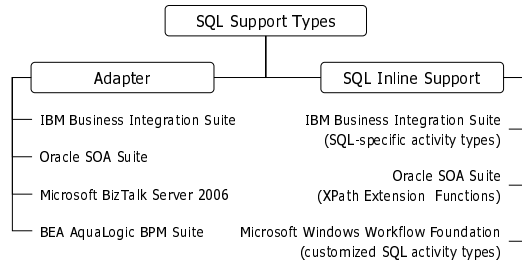 SQL Support Types
Adapter
IBM Business Integration Suite
Oracle SOA Suite
Microsoft BizTalk Server 2006
BEA AquaLogic BPM Suite
SQL Inline Support
IBM Business Integration Suite
(SQL-specific activity types)
Oracle SOA Suite
(XPath Extension Functions)
Microsoft Windows Workflow Foundation
(customized SQL activity types)